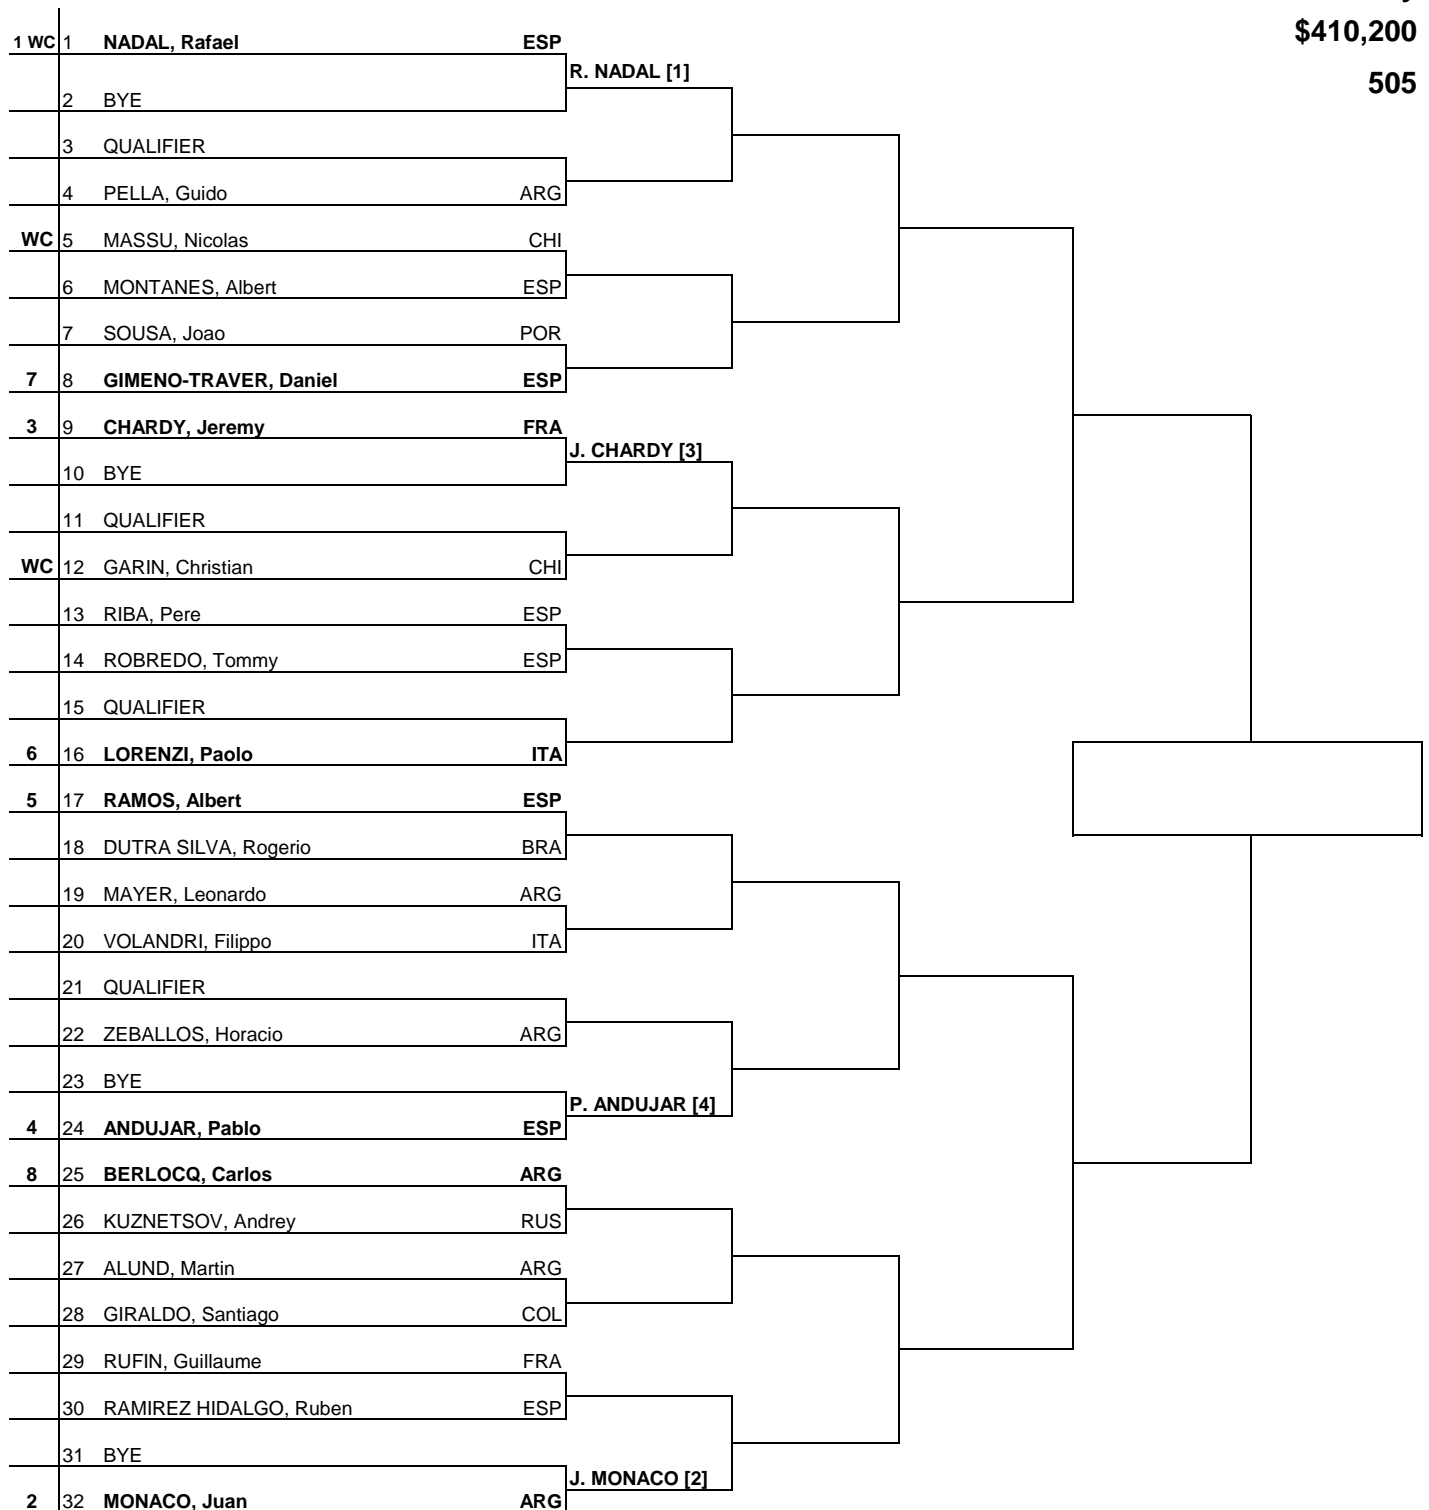 $410,200
505
1 WC 1 NADAL, Rafael ESP
R. NADAL [1]
2 BYE
3 QUALIFIER
4 PELLA, Guido ARG
WC 5 MASSU, Nicolas CHI
6 MONTANES, Albert ESP
7 SOUSA, Joao POR
7 8 GIMENO-TRAVER, Daniel ESP
3 9 CHARDY, Jeremy FRA
J. CHARDY [3]
10 BYE
11 QUALIFIER
WC 12 GARIN, Christian CHI
13 RIBA, Pere ESP
14 ROBREDO, Tommy ESP
15 QUALIFIER
6 16 LORENZI, Paolo ITA
5 17 RAMOS, Albert ESP
18 DUTRA SILVA, Rogerio BRA
19 MAYER, Leonardo ARG
20 VOLANDRI, Filippo ITA
21 QUALIFIER
22 ZEBALLOS, Horacio ARG
23 BYE
P. ANDUJAR [4]
4 24 ANDUJAR, Pablo ESP
8 25 BERLOCQ, Carlos ARG
26 KUZNETSOV, Andrey RUS
27 ALUND, Martin ARG
28 GIRALDO, Santiago COL
29 RUFIN, Guillaume FRA
30 RAMIREZ HIDALGO, Ruben ESP
31 BYE
J. MONACO [2]
2 32 MONACO, Juan ARG